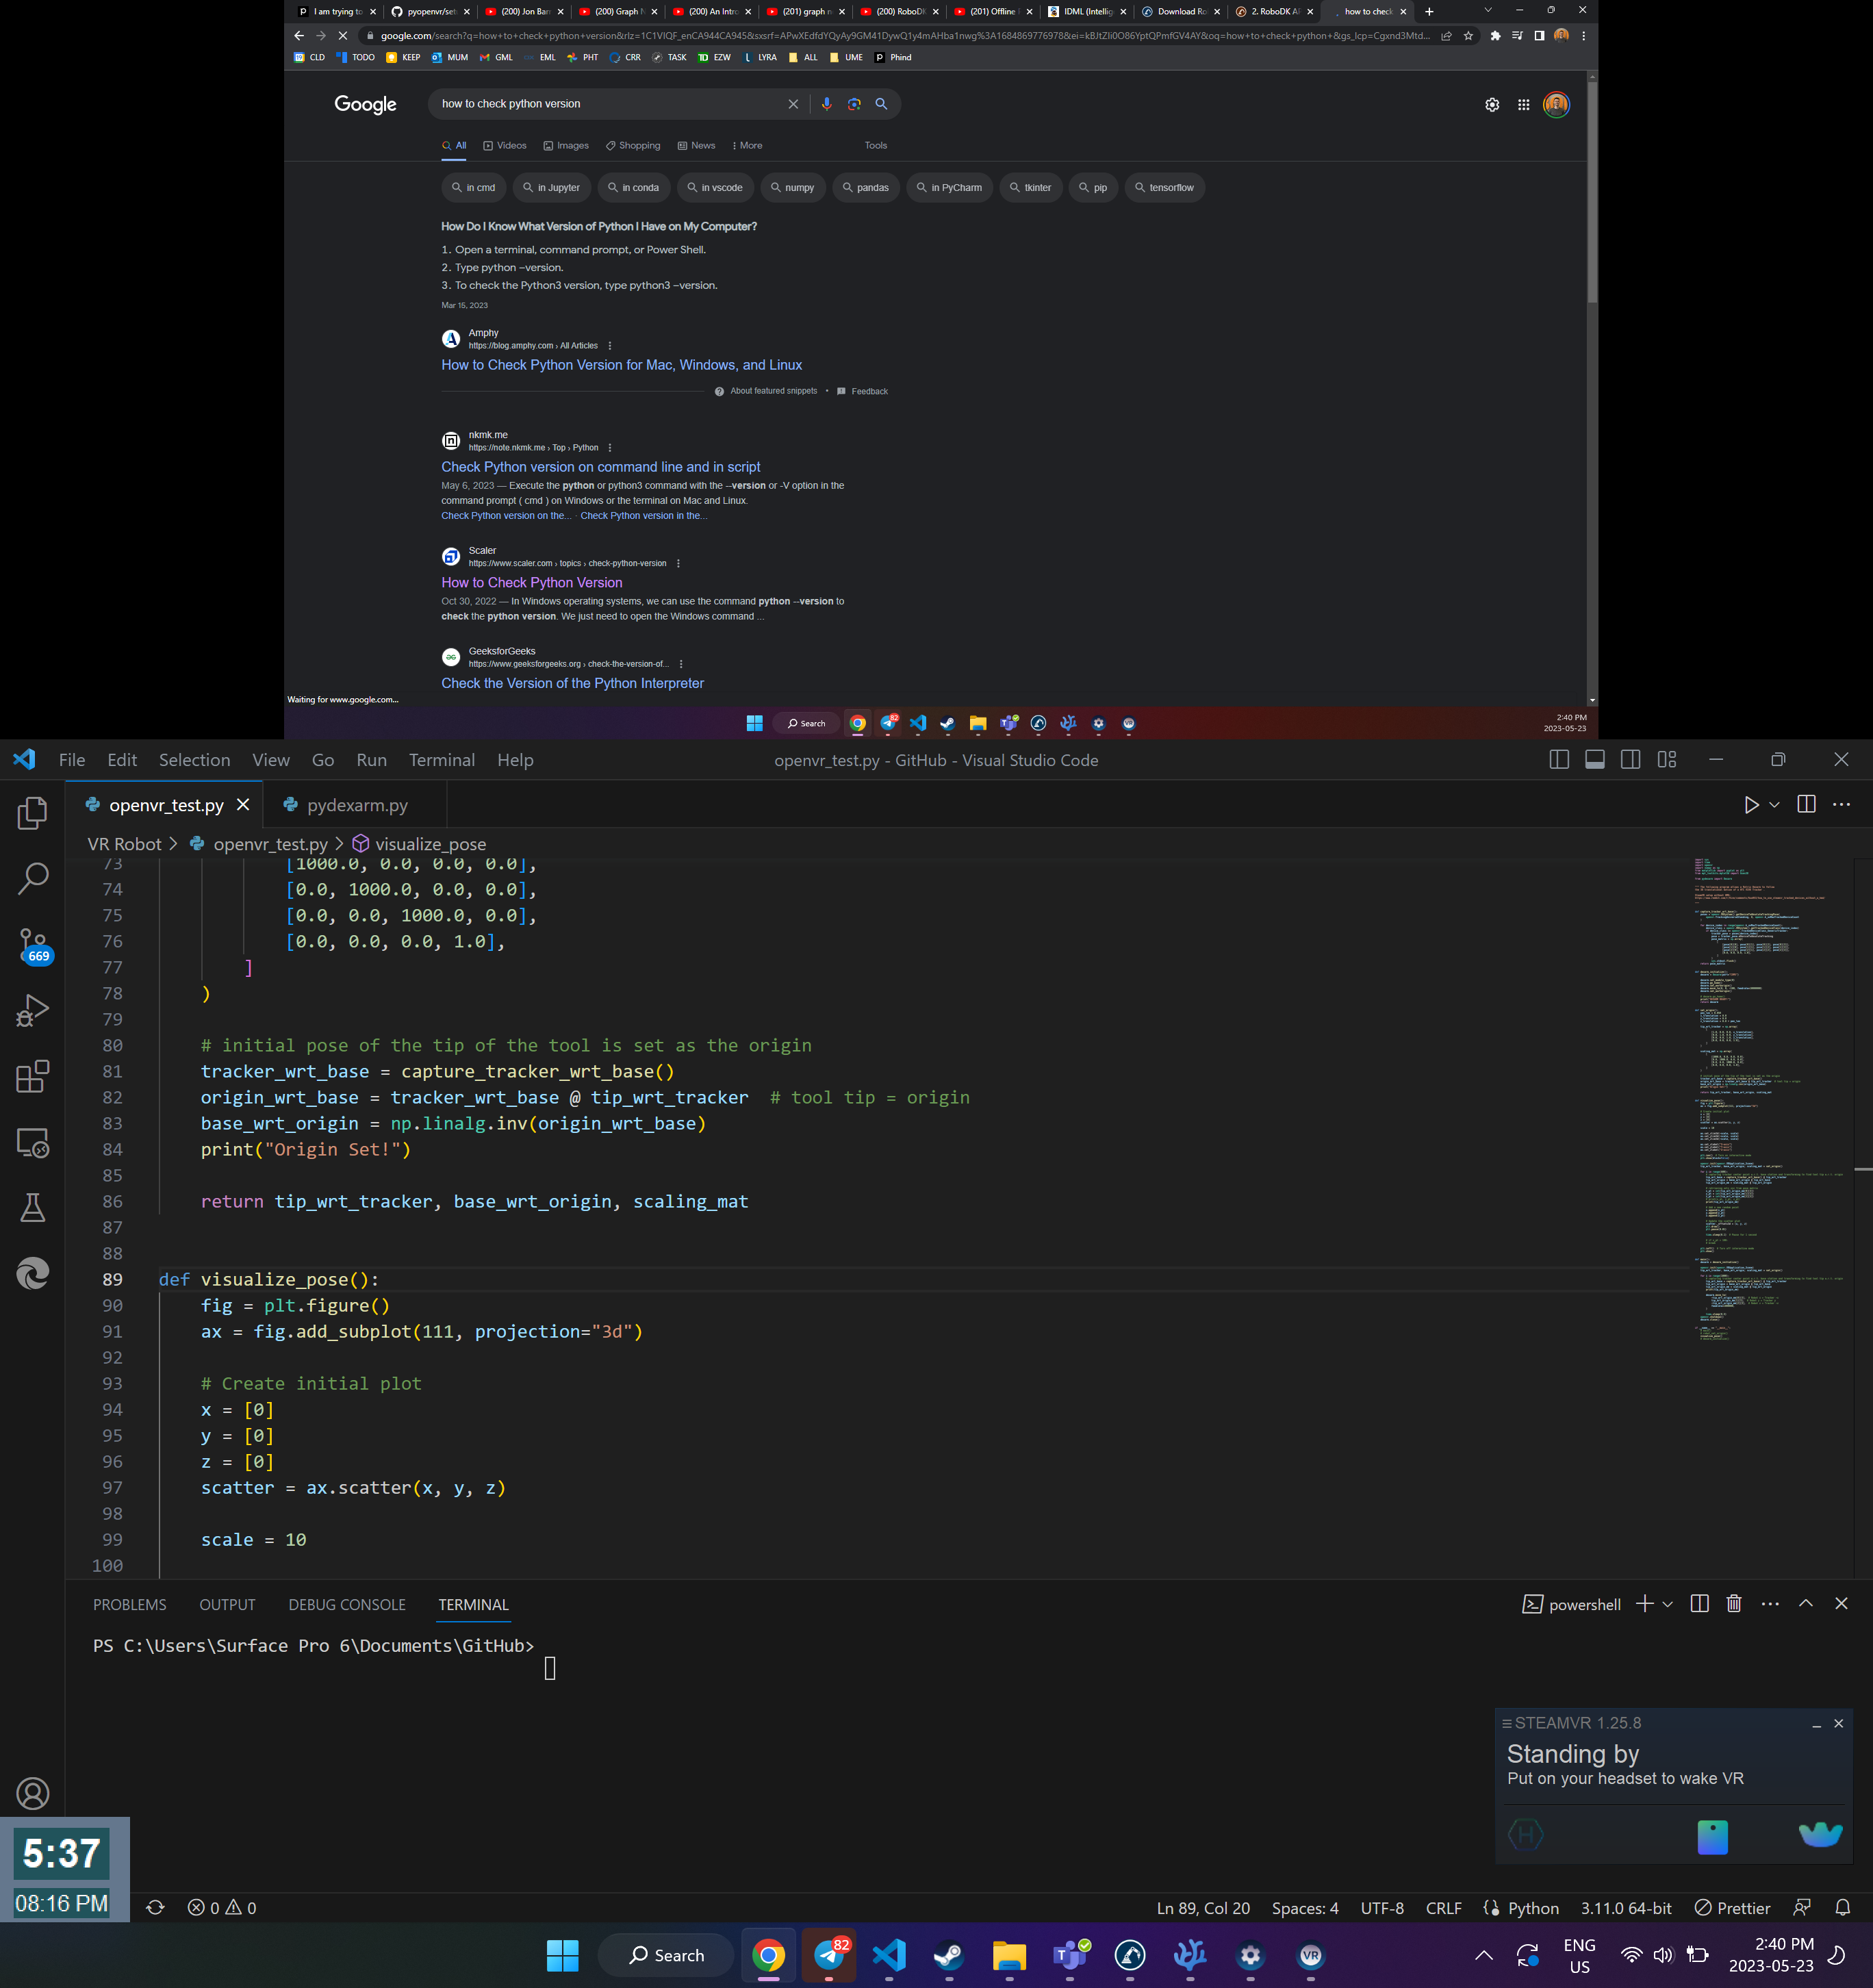 I am trying to
pyopenvr/set
(200) Jon Bar
(200) Graph N
(200) An Intro
(201) graph n
(200) RoboDK
(201) Offline
IDML (Intellig
Download Ro
2. RoboDK A
how to check
google.com/search?q=how+to+check+python+version&rlz=1C1VIQF_enCA944CA945&sxsrf=APwXEdfdYQyAy9GM41DywQ1y4mAHba1nwg%3A1684869776978&ei=kBJtZIi0O86YptQPmfGV4AY&oq=how+to+check+python+&gs_lcp=Cgxnd3Mtd...
CLD TODO KEEP MUM GML EML PHT CRR TASK EZW LYRA ALL UME Phind
Google
how to check python version
All Videos Images Shopping News More Tools
in cmd in Jupyter in conda in vscode numpy pandas in PyCharm tkinter pip tensorflow
How Do I Know What Version of Python I Have on My Computer?
1. Open a terminal, command prompt, or Power Shell.
2. Type python –version.
3. To check the Python3 version, type python3 –version.
Mar 15, 2023
Amphy
https://blog.amphy.com › All Articles
How to Check Python Version for Mac, Windows, and Linux
About featured snippets • Feedback
nkmk.me
https://note.nkmk.me › Top › Python
Check Python version on command line and in script
May 6, 2023 — Execute the python or python3 command with the --version or -V option in the
command prompt ( cmd ) on Windows or the terminal on Mac and Linux.
Check Python version on the... · Check Python version in the...
Scaler
https://www.scaler.com › topics › check-python-version
How to Check Python Version
Oct 30, 2022 — In Windows operating systems, we can use the command python --version to
check the python version. We just need to open the Windows command ...
GeeksforGeeks
https://www.geeksforgeeks.org › check-the-version-of...
Check the Version of the Python Interpreter
Waiting for www.google.com...
Search
82
2:40 PM
2023-05-23
File Edit Selection View Go Run Terminal Help
openvr_test.py - GitHub - Visual Studio Code
openvr_test.py
pydexarm.py
VR Robot > openvr_test.py > visualize_pose
669
73 [1000.0, 0.0, 0.0, 0.0],
74 [0.0, 1000.0, 0.0, 0.0],
75 [0.0, 0.0, 1000.0, 0.0],
76 [0.0, 0.0, 0.0, 1.0],
77 ]
78 )
79
80 # initial pose of the tip of the tool is set as the origin
81 tracker_wrt_base = capture_tracker_wrt_base()
82 origin_wrt_base = tracker_wrt_base @ tip_wrt_tracker # tool tip = origin
83 base_wrt_origin = np.linalg.inv(origin_wrt_base)
84 print("Origin Set!")
85
86 return tip_wrt_tracker, base_wrt_origin, scaling_mat
87
88
89 def visualize_pose():
90 fig = plt.figure()
91 ax = fig.add_subplot(111, projection="3d")
92
93 # Create initial plot
94 x = [0]
95 y = [0]
96 z = [0]
97 scatter = ax.scatter(x, y, z)
98
99 scale = 10
100
PROBLEMS OUTPUT DEBUG CONSOLE TERMINAL
powershell
PS C:\Users\Surface Pro 6\Documents\GitHub>
STEAMVR 1.25.8
Standing by
Put on your headset to wake VR
5:37
08:16 PM
0 0
Ln 89, Col 20 Spaces: 4 UTF-8 CRLF Python 3.11.0 64-bit Prettier
Search
82
VR
ENG
US
2:40 PM
2023-05-23